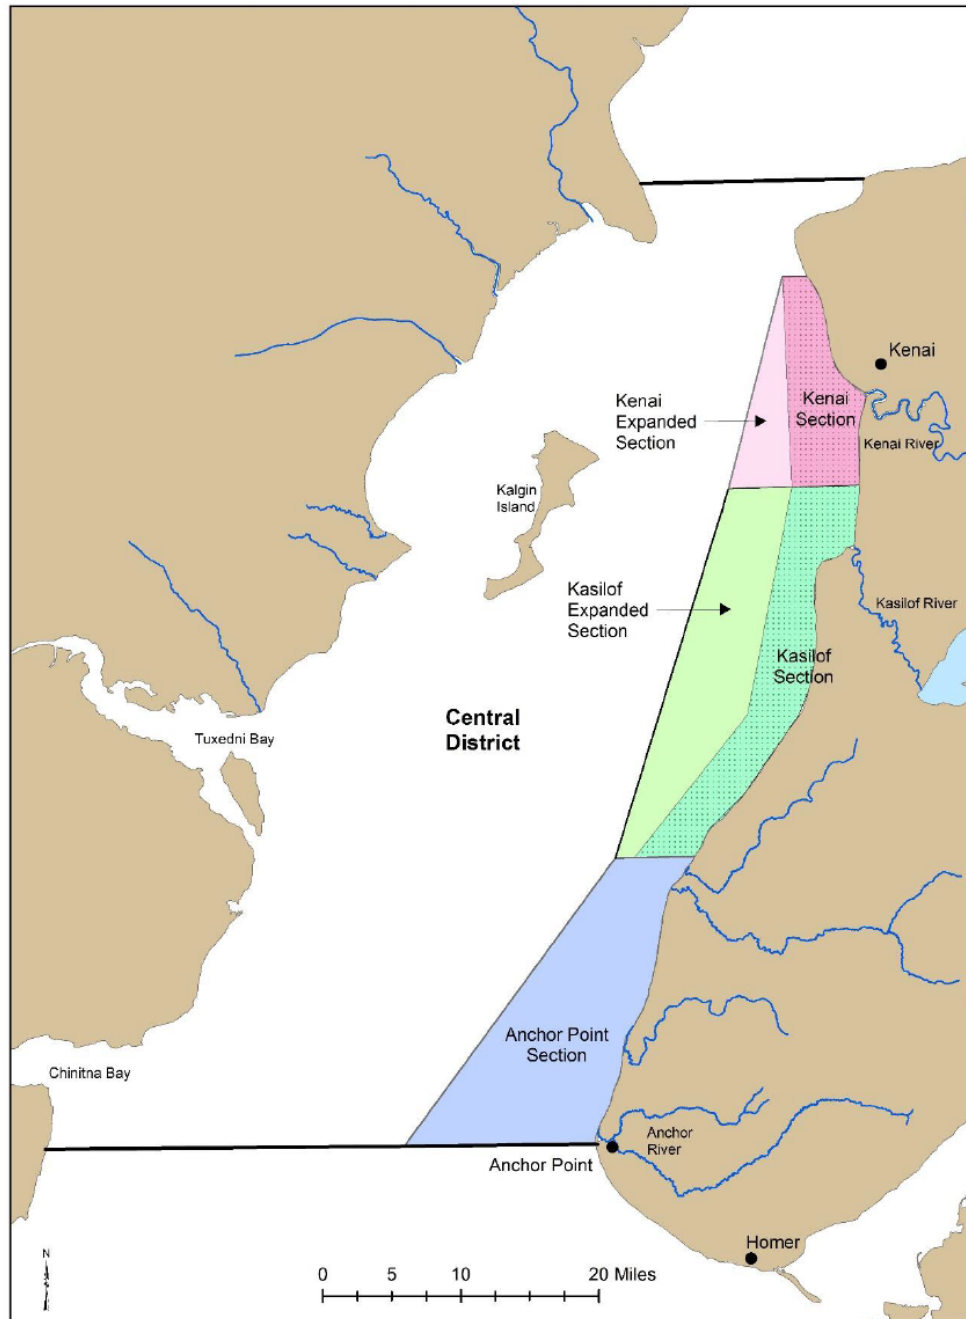 Kenai
Kenai
Expanded
Section
Kenai
Section
Kenai River
Kalgin
Island
Kasilof
Expanded
Section
Kasilof River
Kasilof
Section
Central
District
Tuxedni Bay
Anchor Point
Section
Chinitna Bay
Anchor
River
Anchor Point
Homer
N
0 5 10 20 Miles